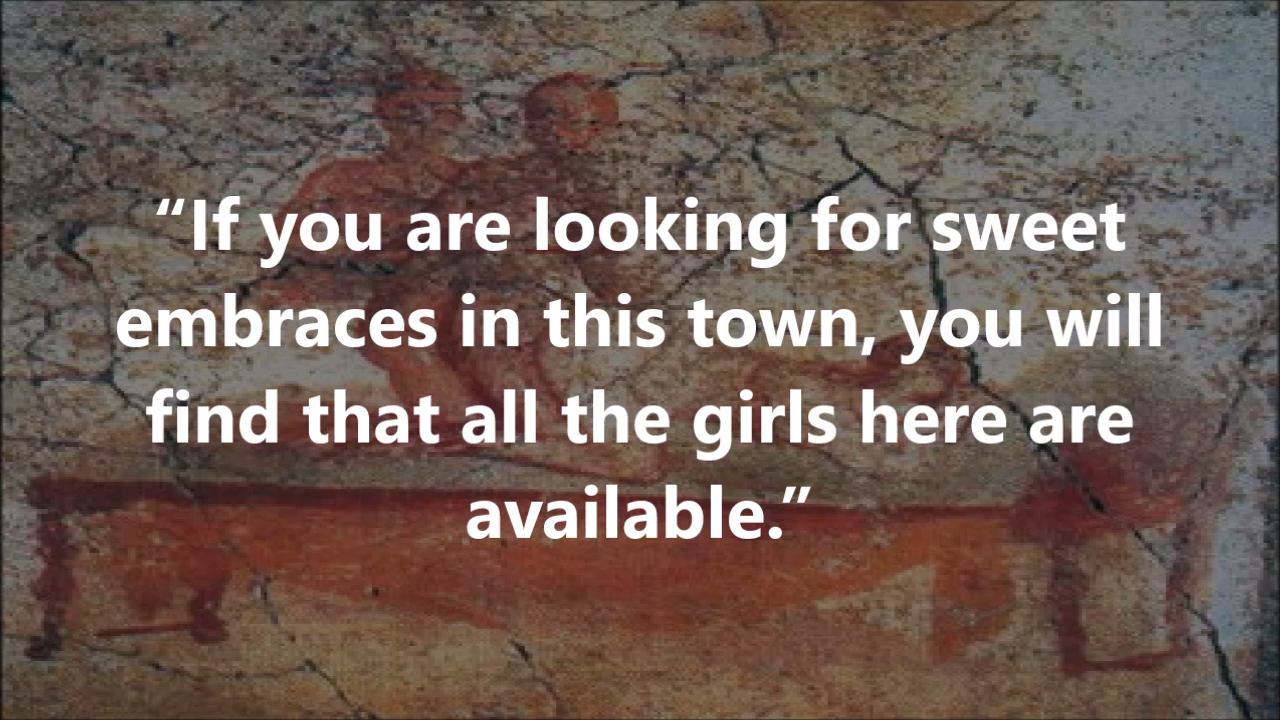 “If you are looking for sweet
embraces in this town, you will
find that all the girls here are
available.”